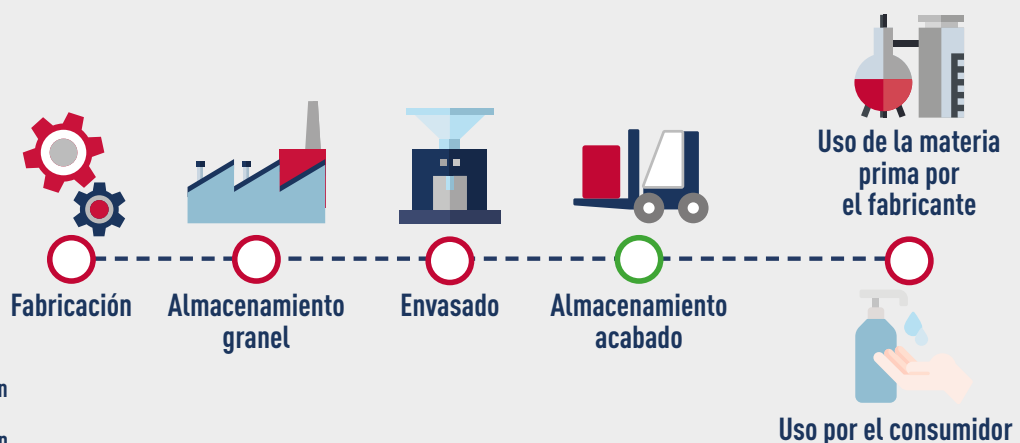 Uso de la materia
prima por
el fabricante
Fabricación
Almacenamiento
granel
Envasado
Almacenamiento
acabado
Uso por el consumidor